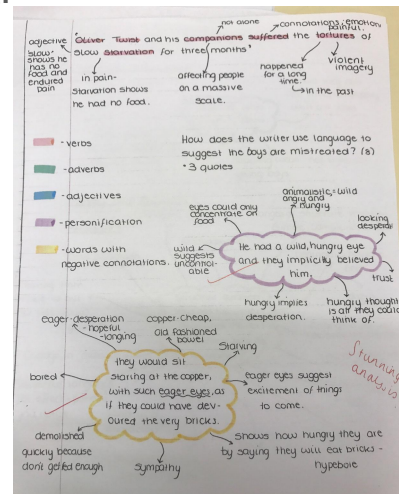 not alone
connotations, emotion
painful.
'Oliver Twist and his companions suffered the tortures of
slow starvation for three months'
adjective
'slow'
shows he
has no
food and
endured
pain
in pain-
starvation shows
he had no food.
affecting people
on a massive
scale.
happened
for a long
time.
in the past
violent
imagery
-verbs
-adverbs
-adjectives
-personification
-words with
negative connotations.
How does the writer use language to
suggest the boys are mistreated? (8)
*3 quotes
eyes could only
concentrate on
food
animalistic, = wild
angry and
hungry
looking
desperate
wild
suggests
uncontrol-
able
He had a wild, hungry eye
and they implicitly believed
him.
trust
hungry implies
desperation.
hungry thought
is all they could
think of.
eager-desperation
-hopeful
-longing
copper-cheap,
old fashioned
bowel
Starving
bored
they would sit
staring at the copper,
with such eager eyes, as
if they could have dev-
oured the very bricks.
eager eyes suggest
excitement of things
to come.
Stunning
analysis
demolished
quickly because
don't get fed enough
sympathy
shows how hungry they are
by saying they will eat bricks -
hypebole